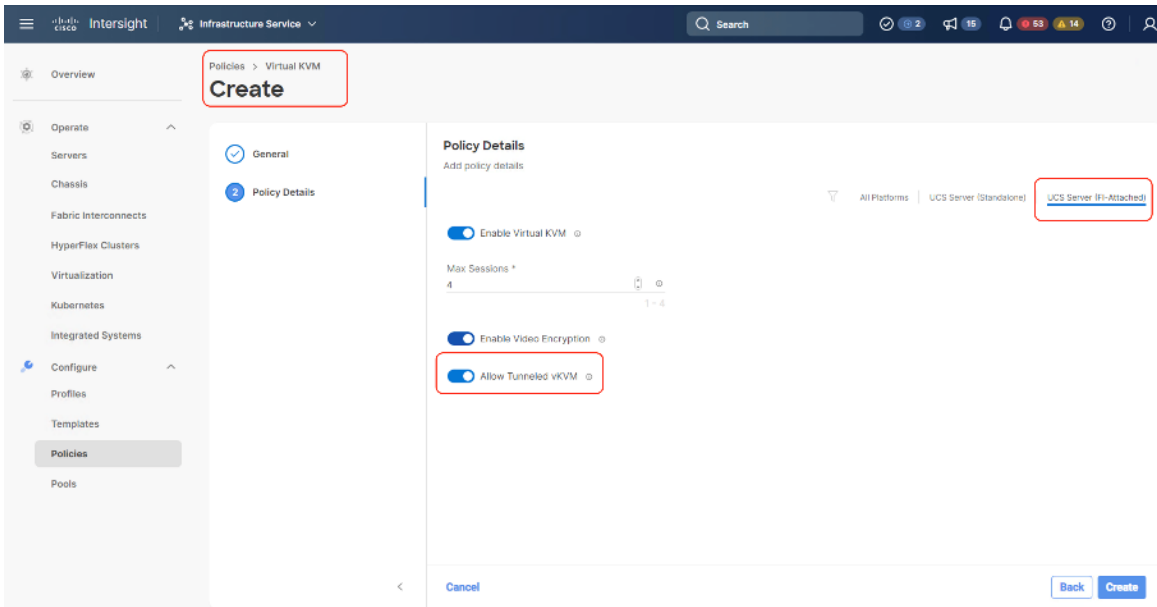 cisco Intersight
Infrastructure Service
Search
2
15
53
14
Overview
Operate
Servers
Chassis
Fabric Interconnects
HyperFlex Clusters
Virtualization
Kubernetes
Integrated Systems
Configure
Profiles
Templates
Policies
Pools
Policies > Virtual KVM
Create
General
2 Policy Details
Policy Details
Add policy details
All Platforms | UCS Server (Standalone) UCS Server (FI-Attached)
Enable Virtual KVM
Max Sessions *
4
1 - 4
Enable Video Encryption
Allow Tunneled vKVM
Cancel
Back Create